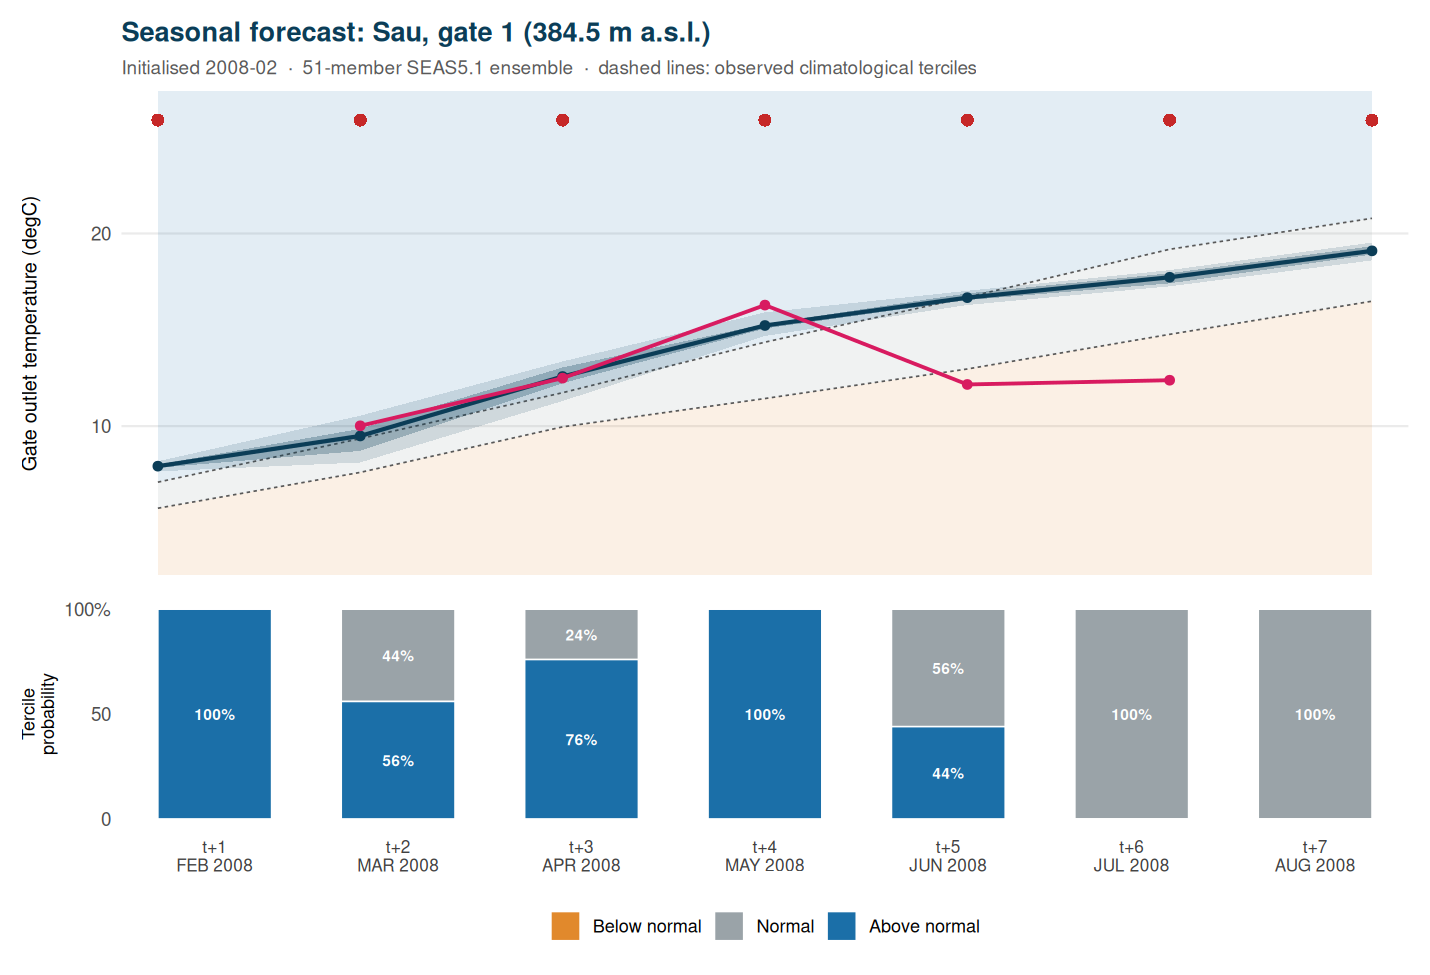 Seasonal forecast: Sau, gate 1 (384.5 m a.s.l.)
Initialised 2008-02 · 51-member SEAS5.1 ensemble · dashed lines: observed climatological terciles
Gate outlet temperature (degC)
20
10
Tercile
probability
100%
50
0
100%
44%
56%
24%
76%
100%
56%
44%
100%
100%
t+1
FEB 2008
t+2
MAR 2008
t+3
APR 2008
t+4
MAY 2008
t+5
JUN 2008
t+6
JUL 2008
t+7
AUG 2008
Below normal
Normal
Above normal